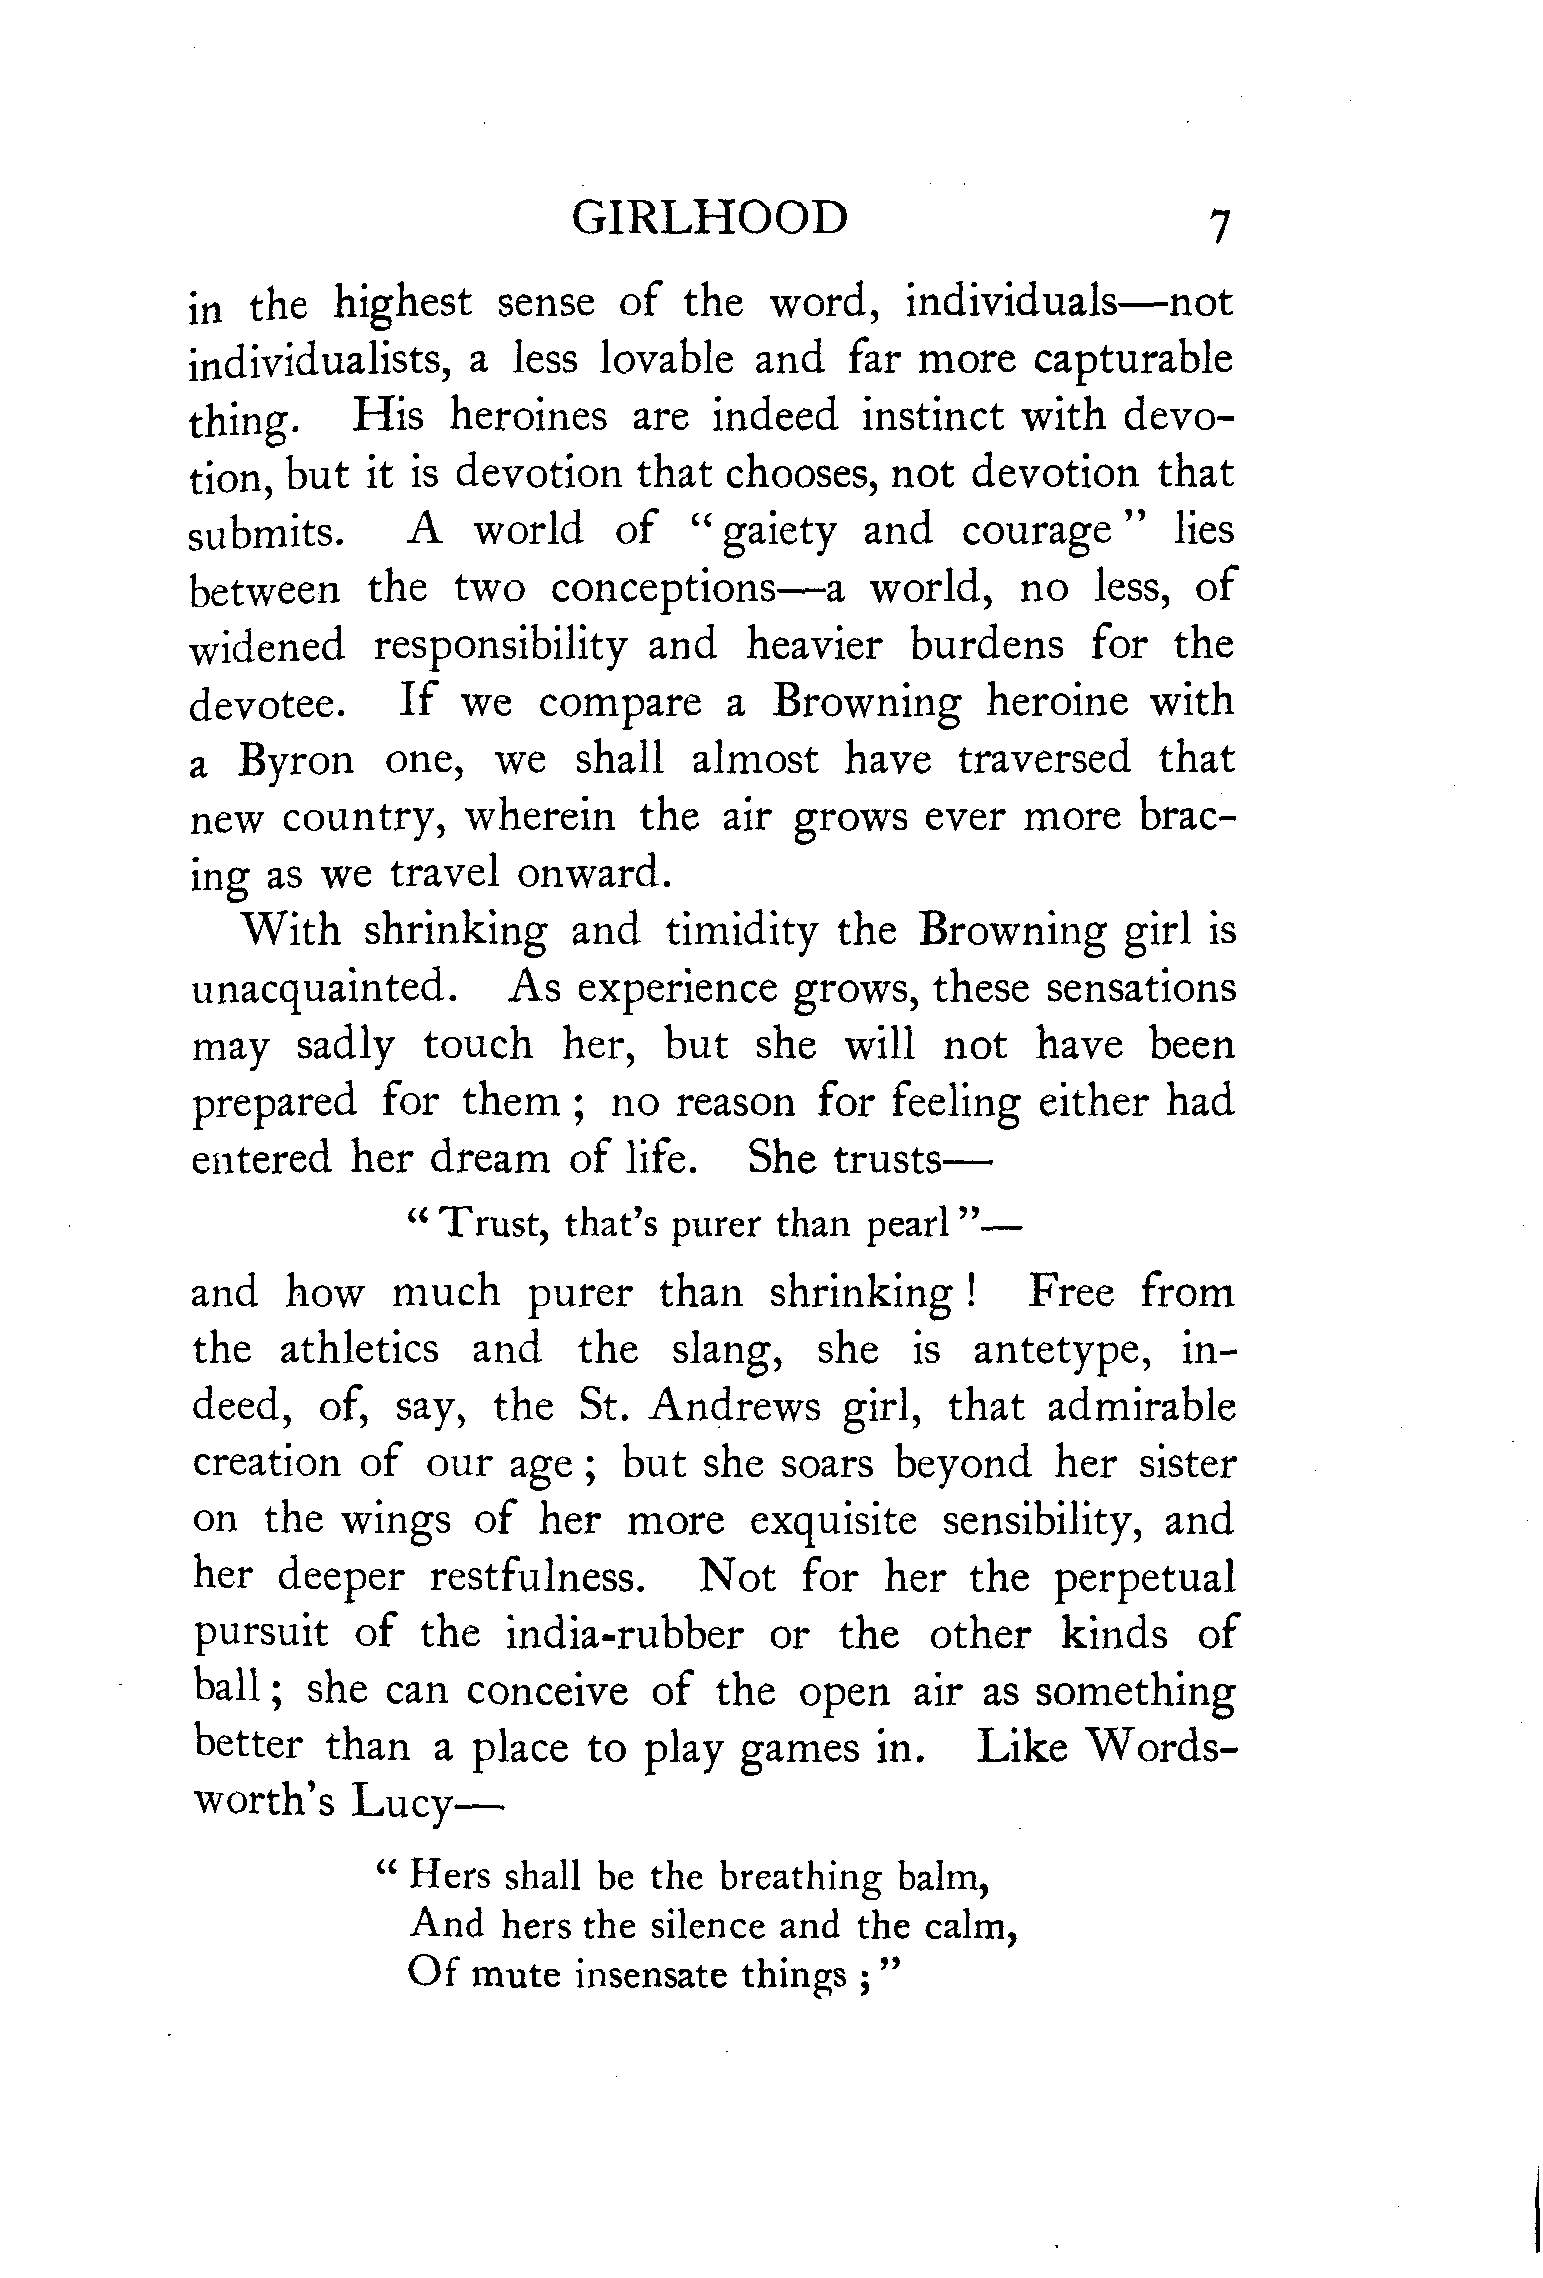 GIRLHOOD 7
in the highest sense of the word, individuals—not
individualists, a less lovable and far more capturable
thing. His heroines are indeed instinct with devo-
tion, but it is devotion that chooses, not devotion that
submits. A world of "gaiety and courage" lies
between the two conceptions—a world, no less, of
widened responsibility and heavier burdens for the
devotee. If we compare a Browning heroine with
a Byron one, we shall almost have traversed that
new country, wherein the air grows ever more brac-
ing as we travel onward.
With shrinking and timidity the Browning girl is
unacquainted. As experience grows, these sensations
may sadly touch her, but she will not have been
prepared for them; no reason for feeling either had
entered her dream of life. She trusts—
"Trust, that's purer than pearl"—
and how much purer than shrinking! Free from
the athletics and the slang, she is antetype, in-
deed, of, say, the St. Andrews girl, that admirable
creation of our age; but she soars beyond her sister
on the wings of her more exquisite sensibility, and
her deeper restfulness. Not for her the perpetual
pursuit of the india-rubber or the other kinds of
ball; she can conceive of the open air as something
better than a place to play games in. Like Words-
worth's Lucy—
"Hers shall be the breathing balm,
And hers the silence and the calm,
Of mute insensate things;"